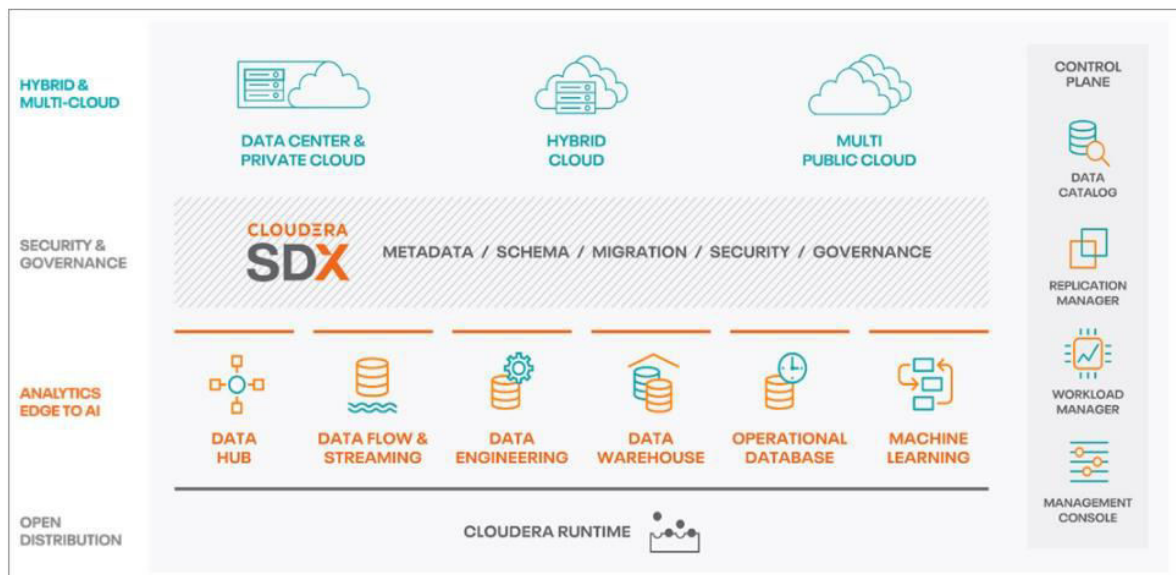 HYBRID &
MULTI-CLOUD
DATA CENTER &
PRIVATE CLOUD
HYBRID
CLOUD
MULTI
PUBLIC CLOUD
SECURITY &
GOVERNANCE
CLOUDERA
SDX
METADATA / SCHEMA / MIGRATION / SECURITY / GOVERNANCE
ANALYTICS
EDGE TO AI
DATA
HUB
DATA FLOW &
STREAMING
DATA
ENGINEERING
DATA
WAREHOUSE
OPERATIONAL
DATABASE
MACHINE
LEARNING
OPEN
DISTRIBUTION
CLOUDERA RUNTIME
CONTROL
PLANE
DATA
CATALOG
REPLICATION
MANAGER
WORKLOAD
MANAGER
MANAGEMENT
CONSOLE